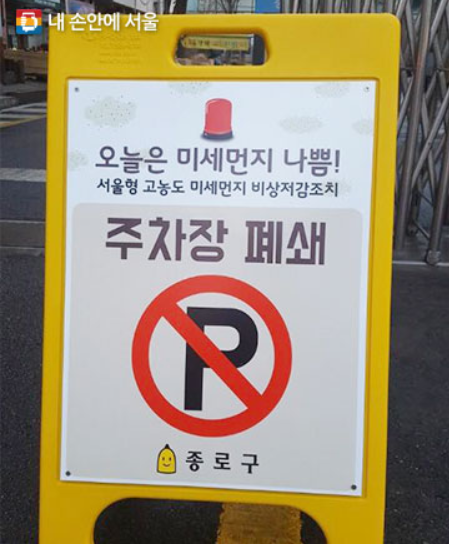 내 손안에 서울
오늘은 미세먼지 나쁨!
서울형 고농도 미세먼지 비상저감조치
주차장 폐쇄
P
종로구